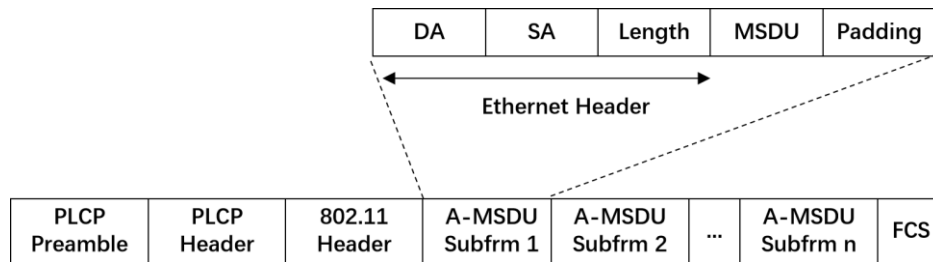 DA SA Length MSDU Padding
Ethernet Header
PLCP PLCP 802.11 A-MSDU A-MSDU A-MSDU
Preamble Header Header Subfrm 1 Subfrm 2 ... Subfrm n FCS